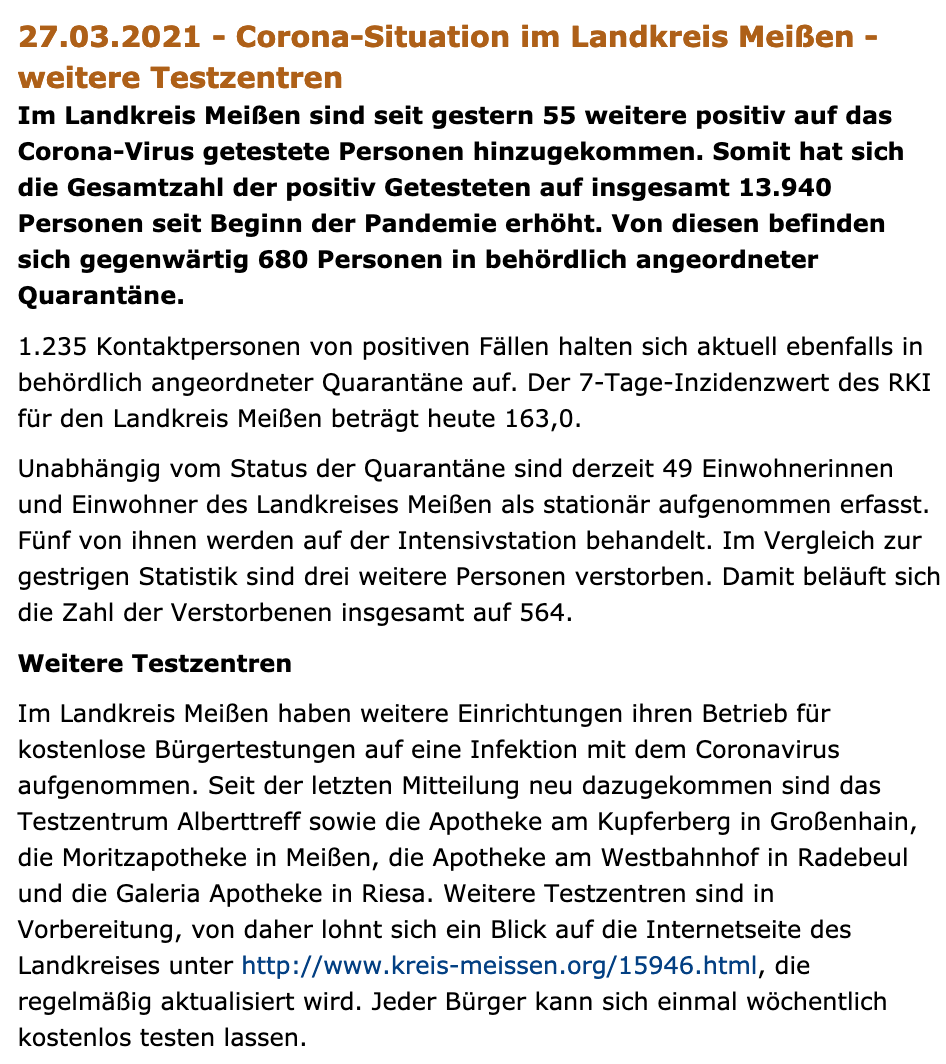 27.03.2021 - Corona-Situation im Landkreis Meißen -
weitere Testzentren
Im Landkreis Meißen sind seit gestern 55 weitere positiv auf das
Corona-Virus getestete Personen hinzugekommen. Somit hat sich
die Gesamtzahl der positiv Getesteten auf insgesamt 13.940
Personen seit Beginn der Pandemie erhöht. Von diesen befinden
sich gegenwärtig 680 Personen in behördlich angeordneter
Quarantäne.
1.235 Kontaktpersonen von positiven Fällen halten sich aktuell ebenfalls in
behördlich angeordneter Quarantäne auf. Der 7-Tage-Inzidenzwert des RKI
für den Landkreis Meißen beträgt heute 163,0.
Unabhängig vom Status der Quarantäne sind derzeit 49 Einwohnerinnen
und Einwohner des Landkreises Meißen als stationär aufgenommen erfasst.
Fünf von ihnen werden auf der Intensivstation behandelt. Im Vergleich zur
gestrigen Statistik sind drei weitere Personen verstorben. Damit beläuft sich
die Zahl der Verstorbenen insgesamt auf 564.
Weitere Testzentren
Im Landkreis Meißen haben weitere Einrichtungen ihren Betrieb für
kostenlose Bürgertestungen auf eine Infektion mit dem Coronavirus
aufgenommen. Seit der letzten Mitteilung neu dazugekommen sind das
Testzentrum Alberttreff sowie die Apotheke am Kupferberg in Großenhain,
die Moritzapotheke in Meißen, die Apotheke am Westbahnhof in Radebeul
und die Galeria Apotheke in Riesa. Weitere Testzentren sind in
Vorbereitung, von daher lohnt sich ein Blick auf die Internetseite des
Landkreises unter http://www.kreis-meissen.org/15946.html, die
regelmäßig aktualisiert wird. Jeder Bürger kann sich einmal wöchentlich
kostenlos testen lassen.